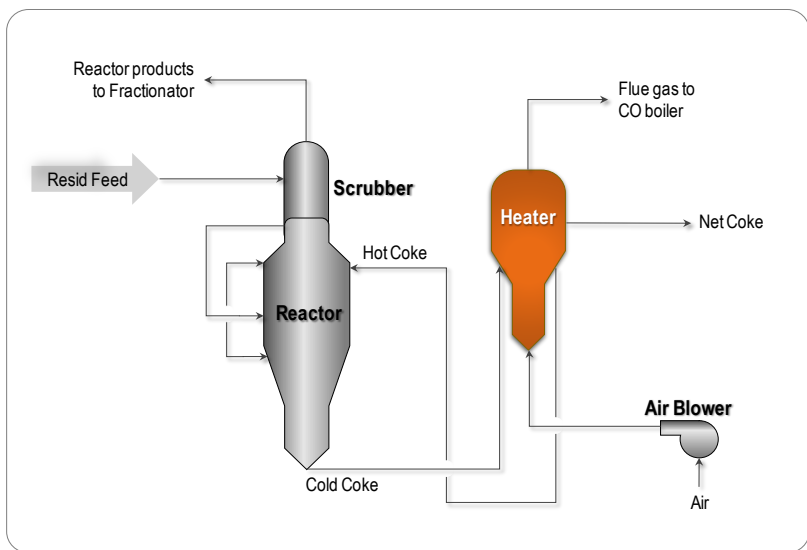 Reactor products
to Fractionator
Flue gas to
CO boiler
Resid Feed
Scrubber
Heater
Net Coke
Hot Coke
Reactor
Air Blower
Cold Coke
Air